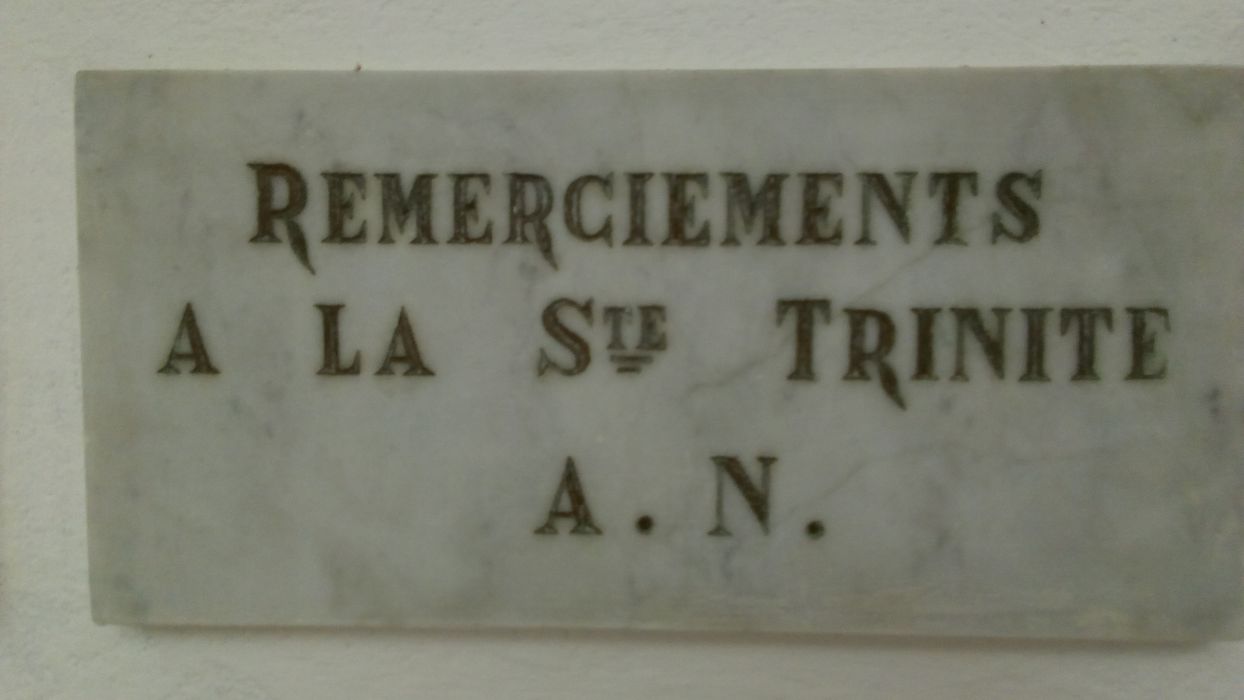 REMERCIEMENTS
A LA STE TRINITE
A. N.